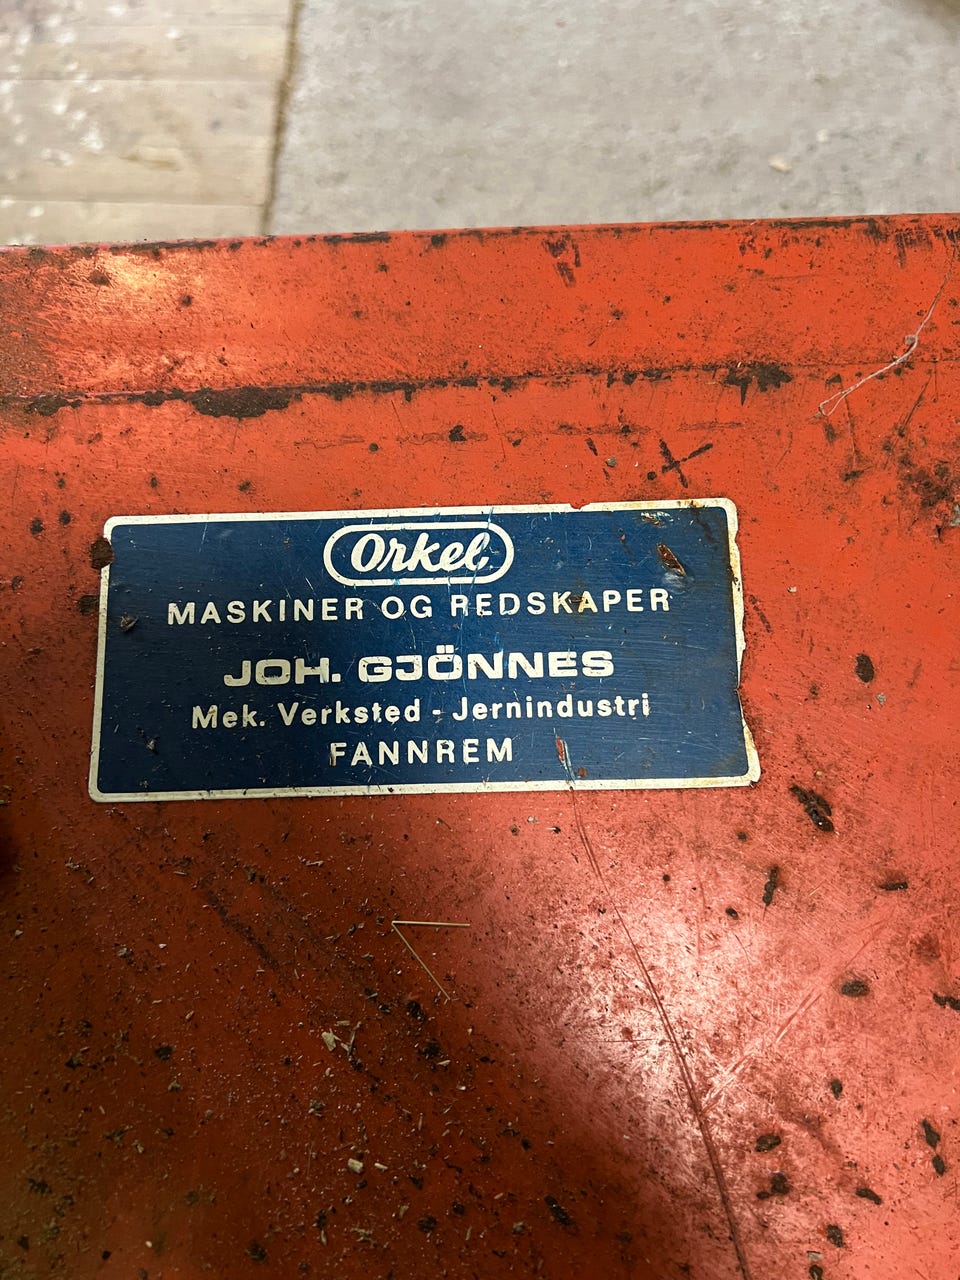 Orkel
MASKINER OG REDSKAPER
JOH. GJÖNNES
Mek. Verksted - Jernindustri
FANNREM